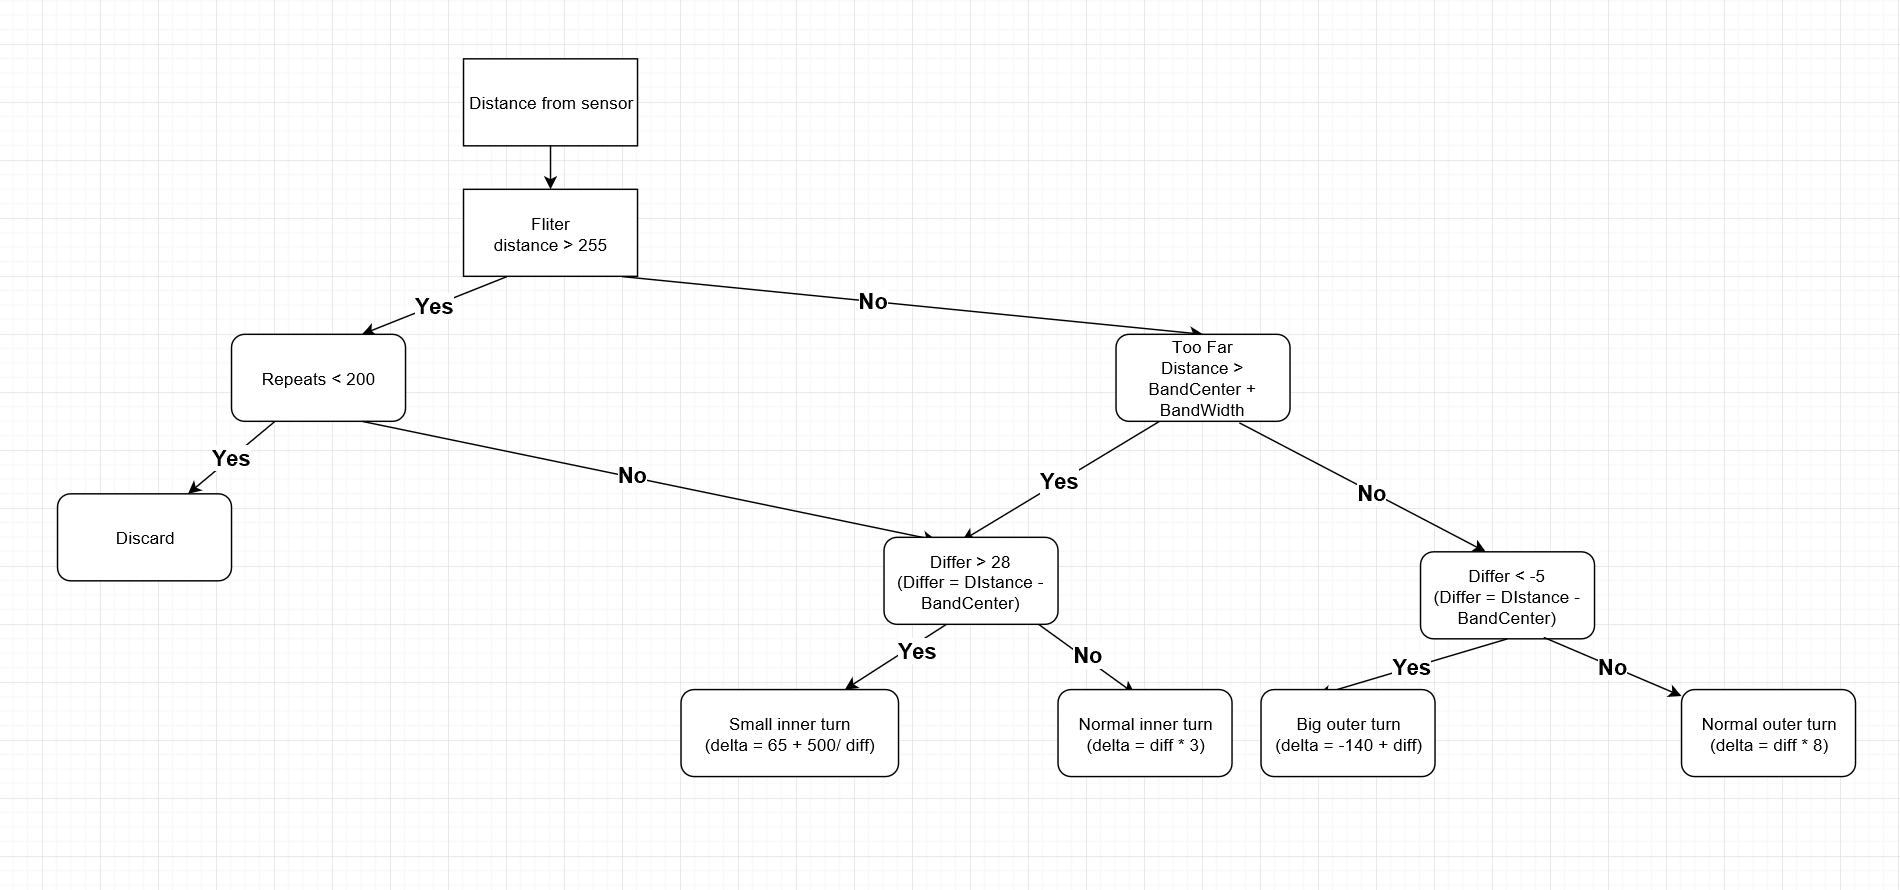 Distance from sensor
Fliter
distance > 255
Yes
No
Repeats < 200
Too Far
Distance >
BandCenter +
BandWidth
Yes
No
Yes
No
Discard
Differ > 28
(Differ = DIstance -
BandCenter)
Differ < -5
(Differ = DIstance -
BandCenter)
Yes
No
Yes
No
Small inner turn
(delta = 65 + 500/ diff)
Normal inner turn
(delta = diff * 3)
Big outer turn
(delta = -140 + diff)
Normal outer turn
(delta = diff * 8)